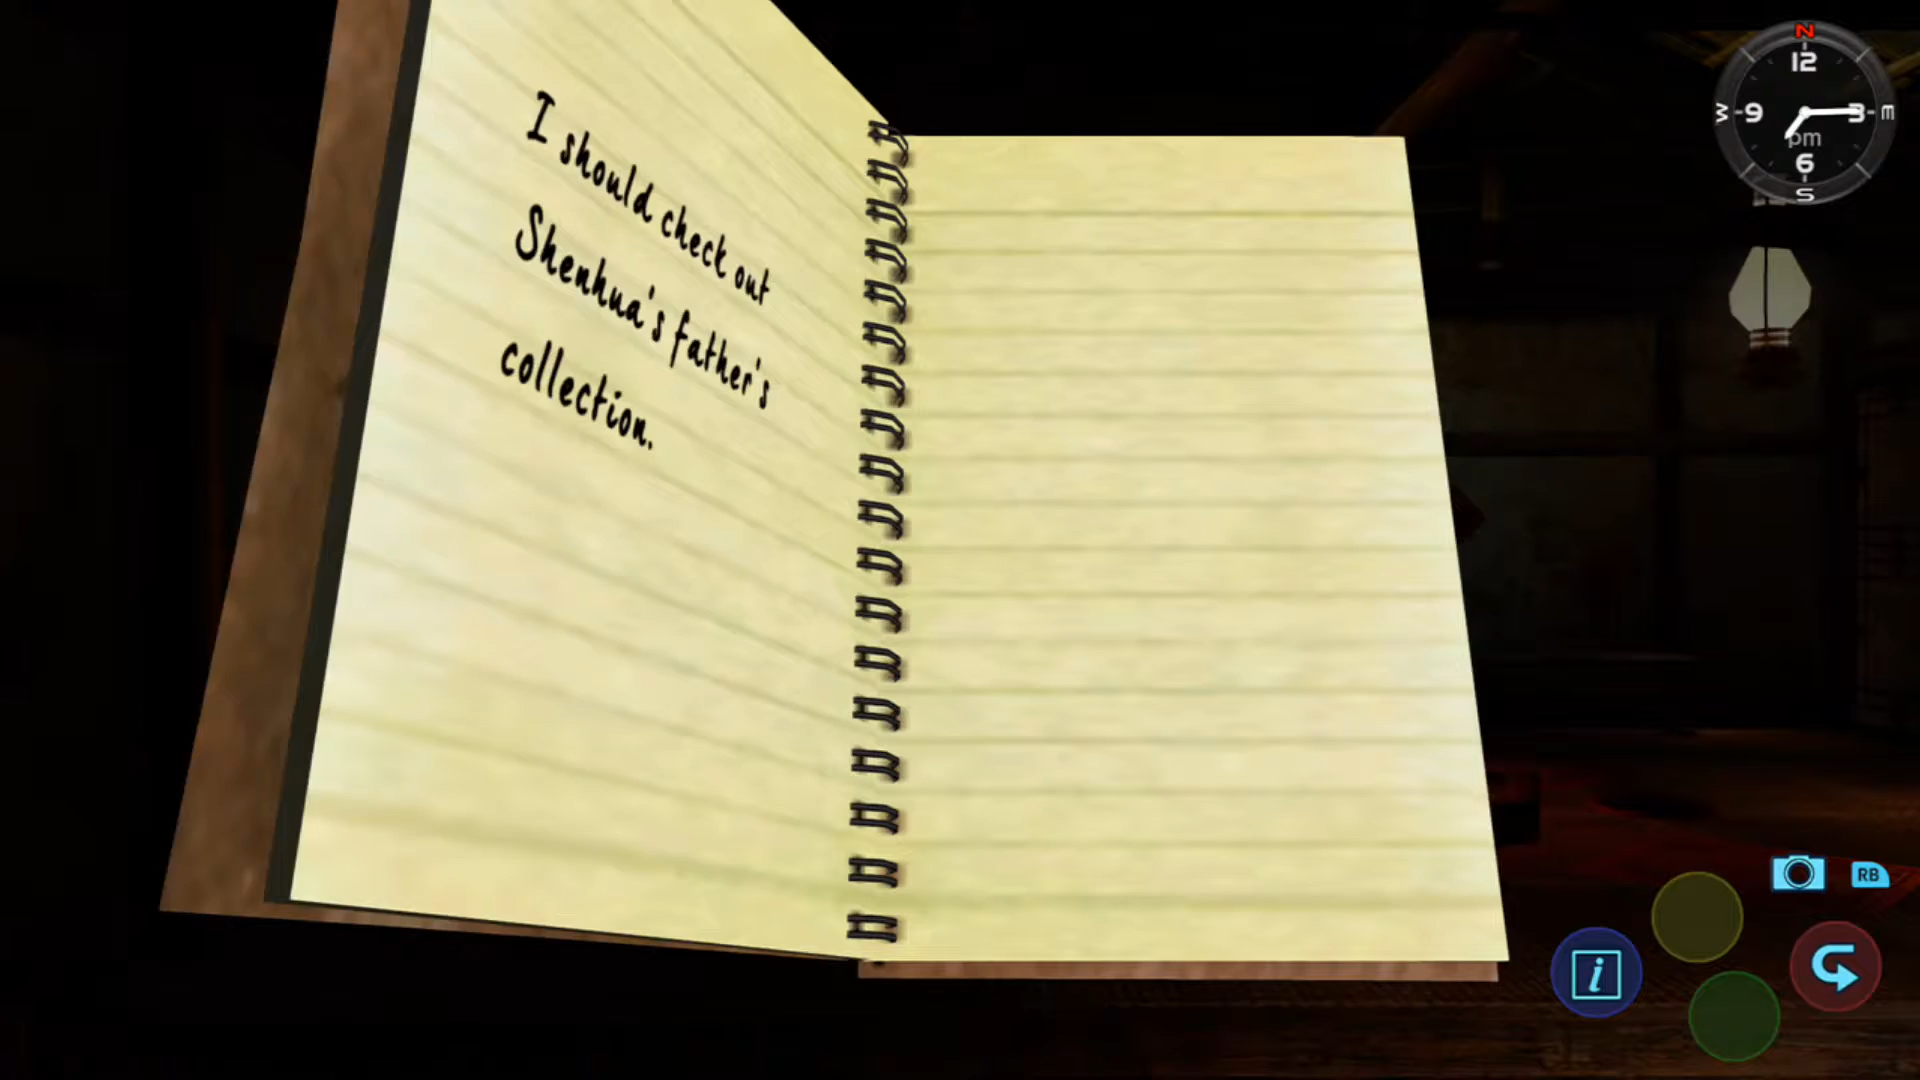 I should check out
Shenhua's father's
collection.
N
12
W 9 3 E
pm
6
S
RB
i